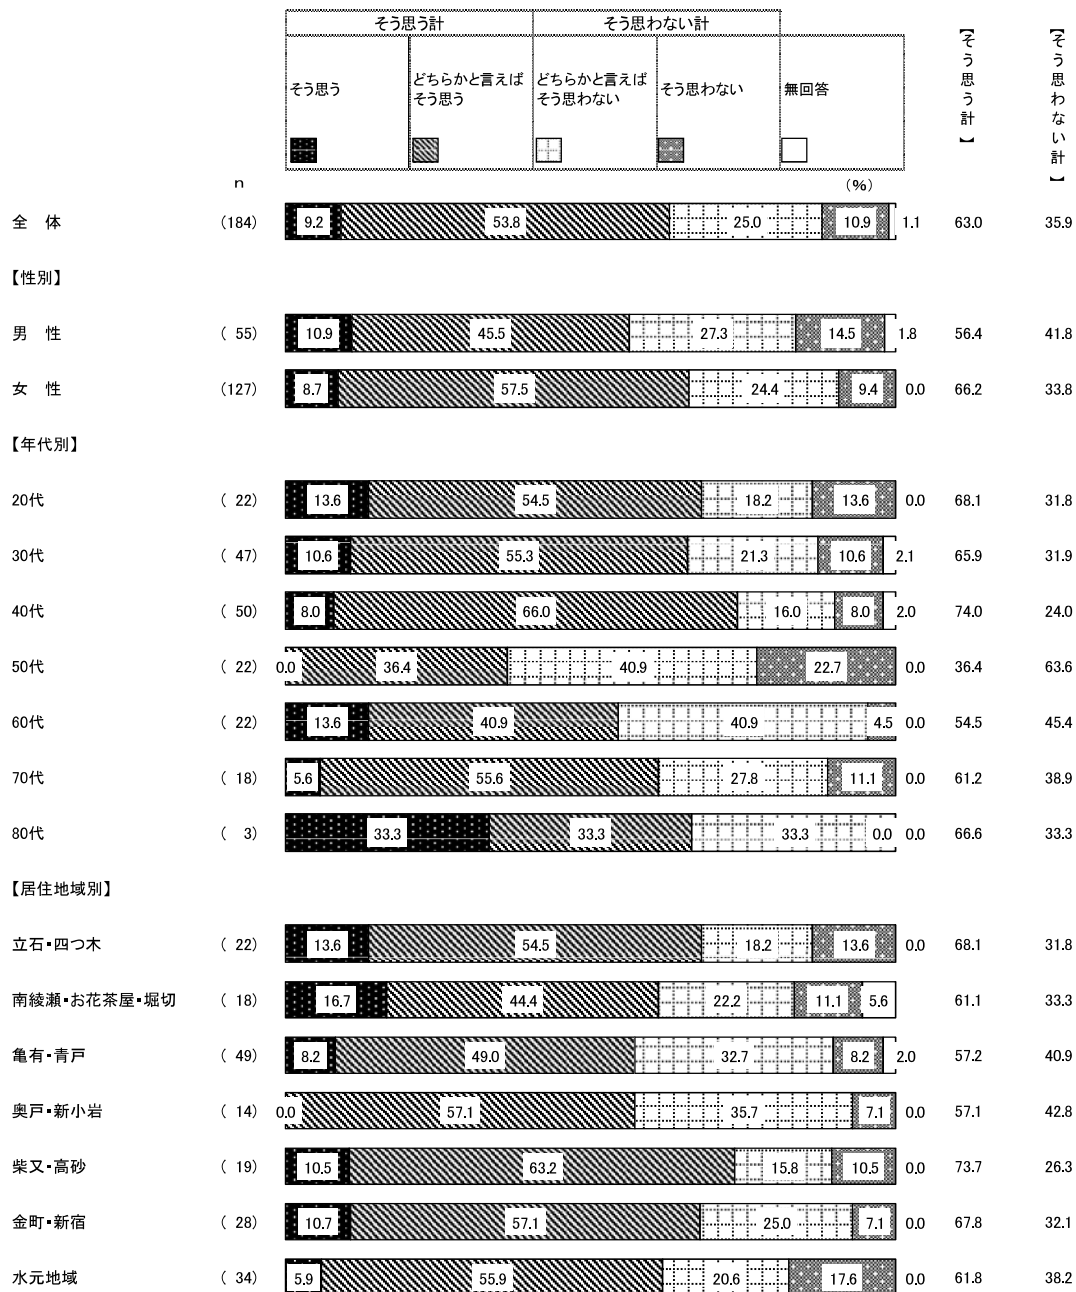 そう思う計 そう思わない計
そう思う どちらかと言えば そう思う どちらかと言えば そう思わない そう思わない 無回答
【そう思う計】 【そう思わない計】
n (%)
全 体 (184) 9.2 53.8 25.0 10.9 1.1 63.0 35.9
【性別】
男 性 ( 55) 10.9 45.5 27.3 14.5 1.8 56.4 41.8
女 性 (127) 8.7 57.5 24.4 9.4 0.0 66.2 33.8
【年代別】
20代 ( 22) 13.6 54.5 18.2 13.6 0.0 68.1 31.8
30代 ( 47) 10.6 55.3 21.3 10.6 2.1 65.9 31.9
40代 ( 50) 8.0 66.0 16.0 8.0 2.0 74.0 24.0
50代 ( 22) 0.0 36.4 40.9 22.7 0.0 36.4 63.6
60代 ( 22) 13.6 40.9 40.9 4.5 0.0 54.5 45.4
70代 ( 18) 5.6 55.6 27.8 11.1 0.0 61.2 38.9
80代 ( 3) 33.3 33.3 33.3 0.0 0.0 66.6 33.3
【居住地域別】
立石・四つ木 ( 22) 13.6 54.5 18.2 13.6 0.0 68.1 31.8
南綾瀬・お花茶屋・堀切 ( 18) 16.7 44.4 22.2 11.1 5.6 61.1 33.3
亀有・青戸 ( 49) 8.2 49.0 32.7 8.2 2.0 57.2 40.9
奥戸・新小岩 ( 14) 0.0 57.1 35.7 7.1 0.0 57.1 42.8
柴又・高砂 ( 19) 10.5 63.2 15.8 10.5 0.0 73.7 26.3
金町・新宿 ( 28) 10.7 57.1 25.0 7.1 0.0 67.8 32.1
水元地域 ( 34) 5.9 55.9 20.6 17.6 0.0 61.8 38.2